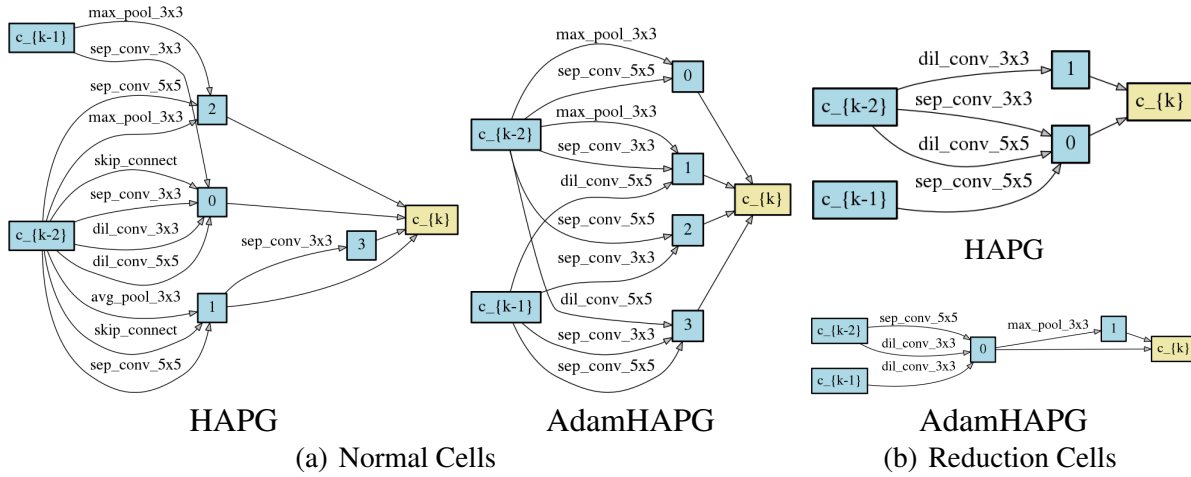 max_pool_3x3
c_{k-1}
sep_conv_3x3
sep_conv_5x5
2
max_pool_3x3
skip_connect
sep_conv_3x3
0
c_{k-2}
dil_conv_3x3
c_{k}
sep_conv_3x3
3
dil_conv_5x5
avg_pool_3x3
1
skip_connect
sep_conv_5x5
HAPG
max_pool_3x3
sep_conv_5x5
0
max_pool_3x3
c_{k-2}
sep_conv_3x3
1
dil_conv_5x5
c_{k}
sep_conv_5x5
2
sep_conv_3x3
dil_conv_5x5
c_{k-1}
3
sep_conv_3x3
sep_conv_5x5
AdamHAPG
(a) Normal Cells
dil_conv_3x3
1
c_{k-2}
sep_conv_3x3
c_{k}
dil_conv_5x5
0
sep_conv_5x5
c_{k-1}
HAPG
sep_conv_5x5
c_{k-2}
max_pool_3x3
1
dil_conv_3x3
0
c_{k}
dil_conv_3x3
c_{k-1}
AdamHAPG
(b) Reduction Cells